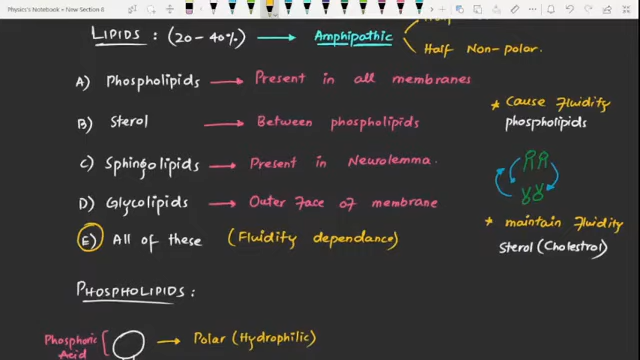 Physics's Notebook » New Section 6
LIPIDS : (20 - 40%) → Amphipathic
Half Non-polar.
A) Phospholipids → Present in all membranes
B) Sterol → Between phospholipids
C) Sphingolipids → Present in Neurolemma.
D) Glycolipids → Outer Face of membrane
E) All of these (Fluidity dependance)
* Cause Fluidity
phospholipids
* maintain Fluidity
Sterol (Cholestrol)
PHOSPHOLIPIDS :
Phosphoric Acid → Polar (Hydrophilic)